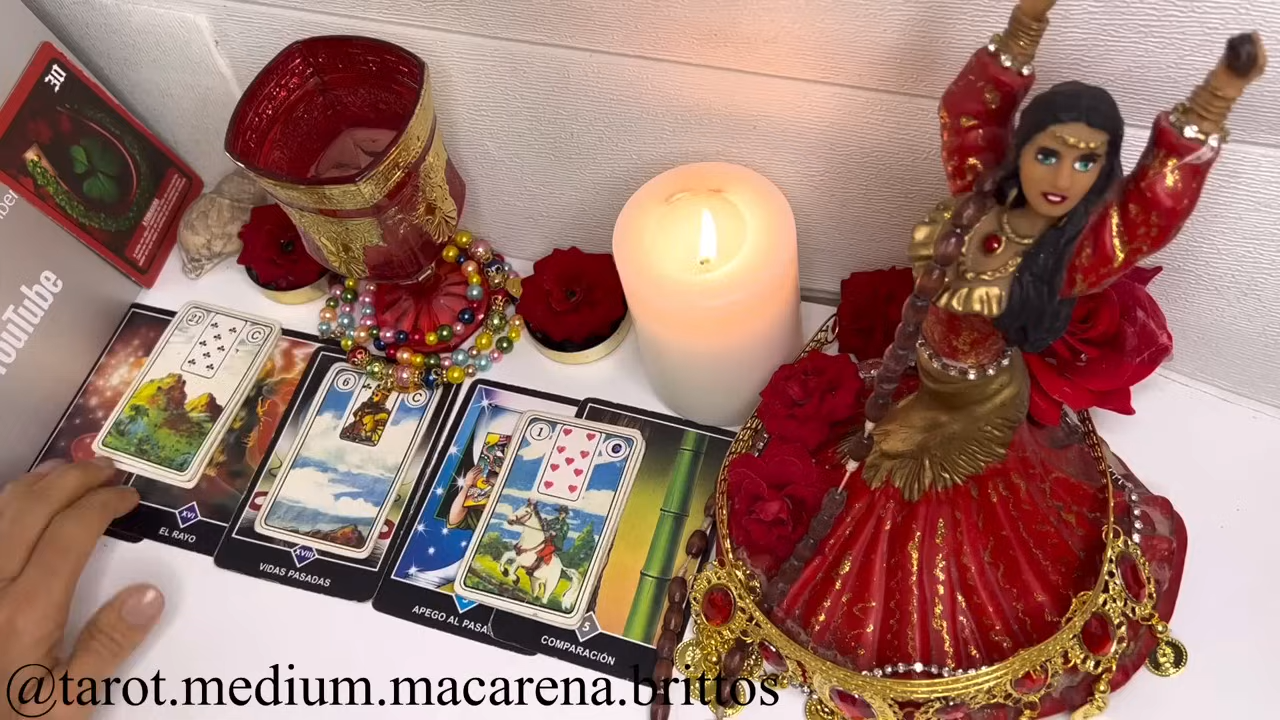 YouTube
21
C
6
C
1
XVI
EL RAYO
XVIII
VIDAS PASADAS
APEGO AL PASA
5
COMPARACIÓN
@tarot.medium.macarena.brittos